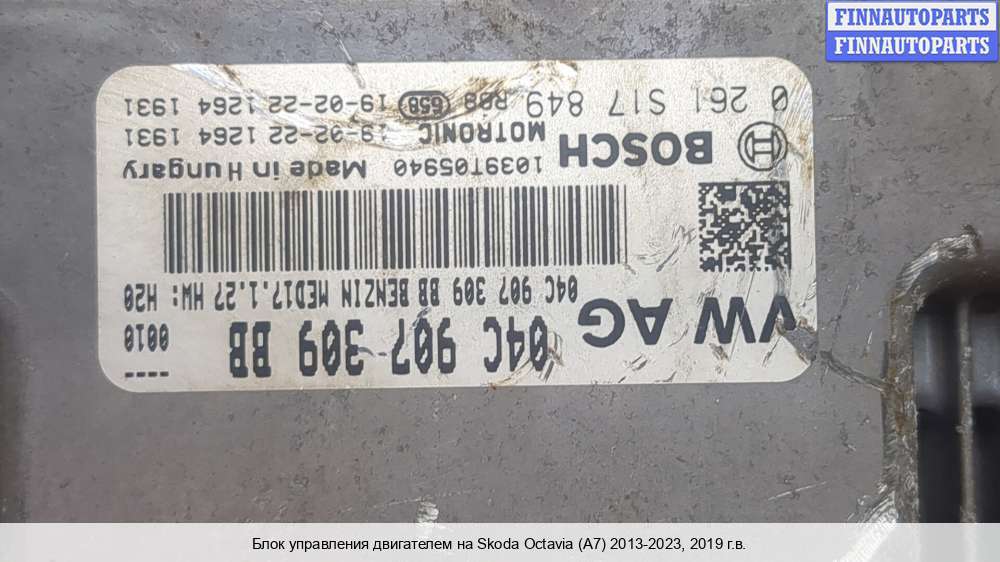 FINNAUTOPARTS
FINNAUTOPARTS
VW AG
04C 907 309 BB
---
0010
04C 907 309 BB BENZIN MED17.1.27 HW: H20
BOSCH
1039T05940
Made in Hungary
MOTRONIC
19-02-22 1264 1931
0 261 S17 849
658
19-02-22 1264 1931
Блок управления двигателем на Skoda Octavia (A7) 2013-2023, 2019 г.в.